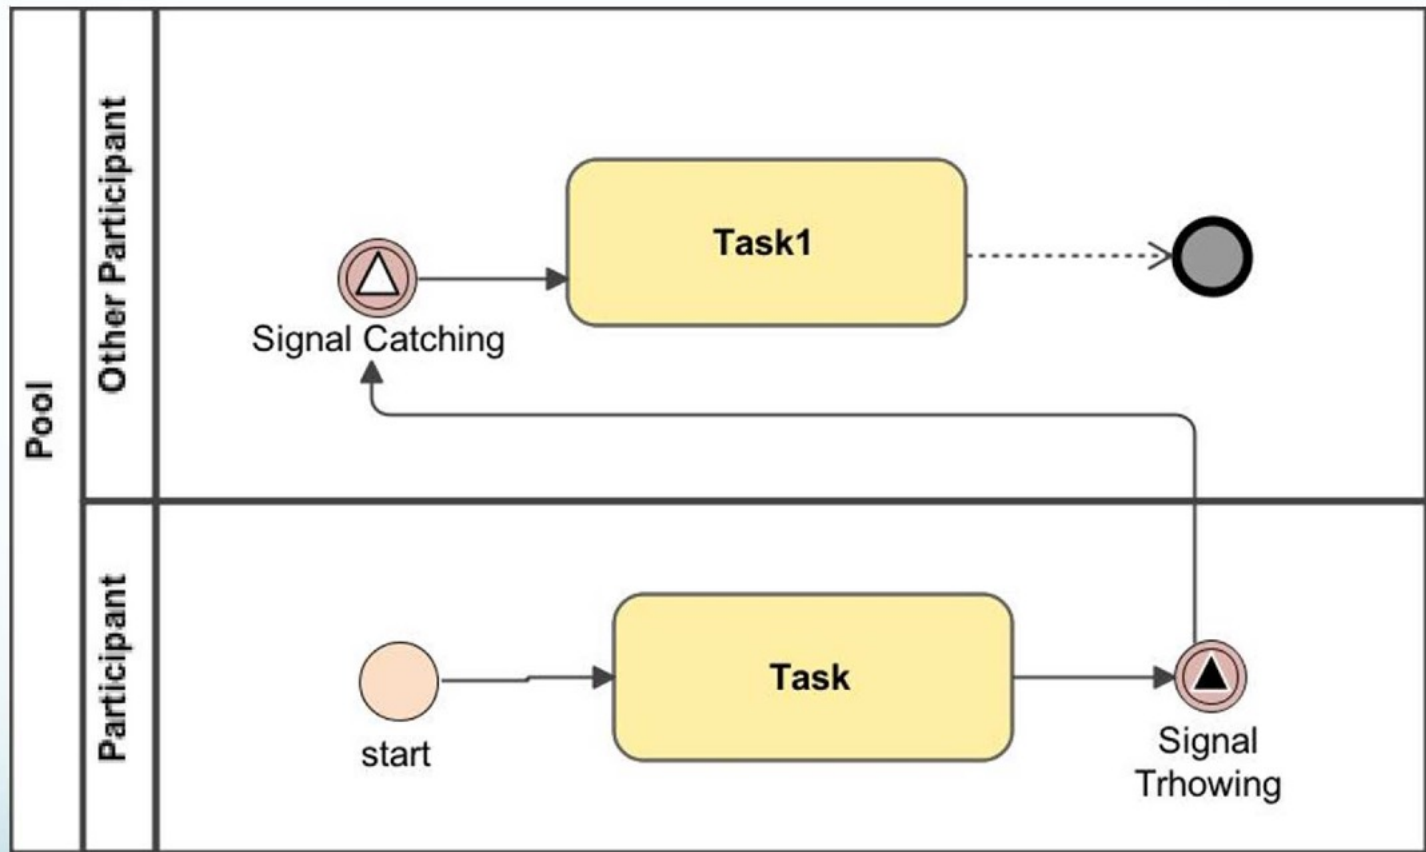 Pool
Other Participant
Task1
Signal Catching
Participant
Task
start
Signal
Trhowing